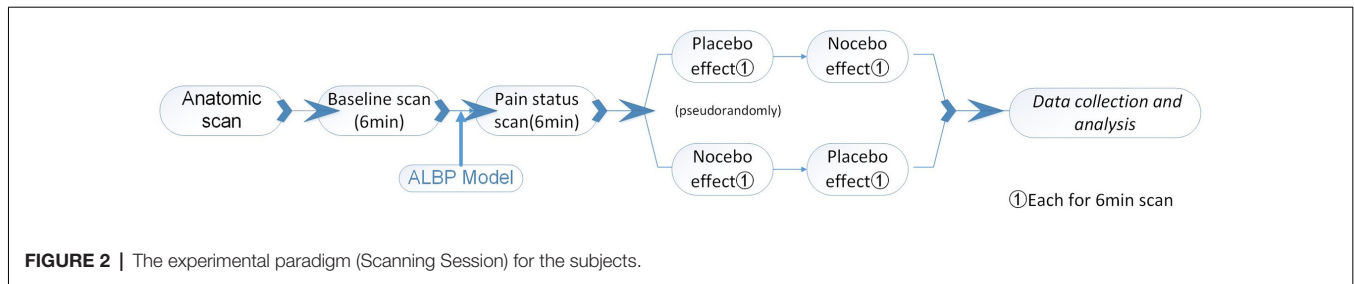 Anatomic
scan
Baseline scan
(6min)
ALBP Model
Pain status
scan(6min)
Placebo
effect①
Nocebo
effect①
(pseudorandomly)
Nocebo
effect①
Placebo
effect①
Data collection and
analysis
①Each for 6min scan
FIGURE 2 | The experimental paradigm (Scanning Session) for the subjects.